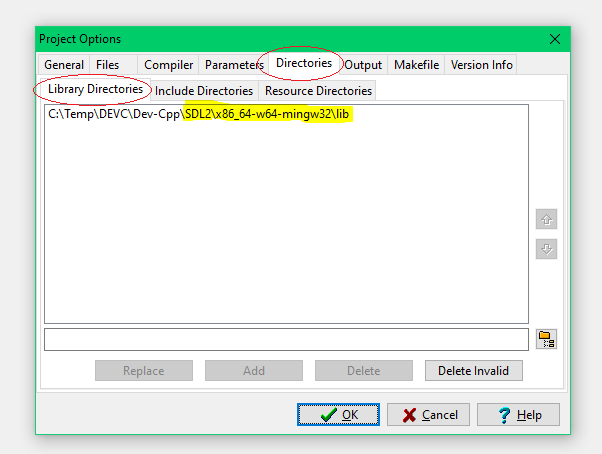 Project Options
General Files Compiler Parameters Directories Output Makefile Version Info
Library Directories Include Directories Resource Directories
C:\Temp\DEVC\Dev-Cpp\SDL2\x86_64-w64-mingw32\lib
Replace Add Delete Delete Invalid
OK Cancel Help